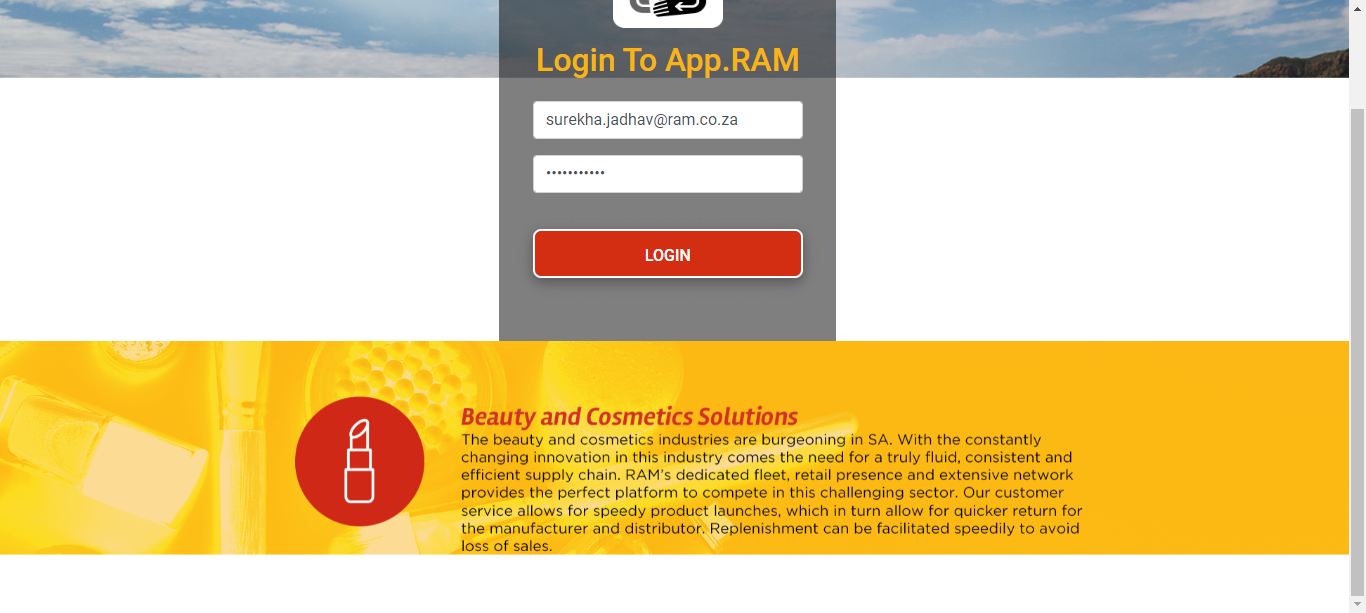 Login To App.RAM
surekha.jadhav@ram.co.za
•••••••••••
LOGIN
Beauty and Cosmetics Solutions
The beauty and cosmetics industries are burgeoning in SA. With the constantly
changing innovation in this industry comes the need for a truly fluid, consistent and
efficient supply chain. RAM's dedicated fleet, retail presence and extensive network
provides the perfect platform to compete in this challenging sector. Our customer
service allows for speedy product launches, which in turn allow for quicker return for
the manufacturer and distributor. Replenishment can be facilitated speedily to avoid
loss of sales.